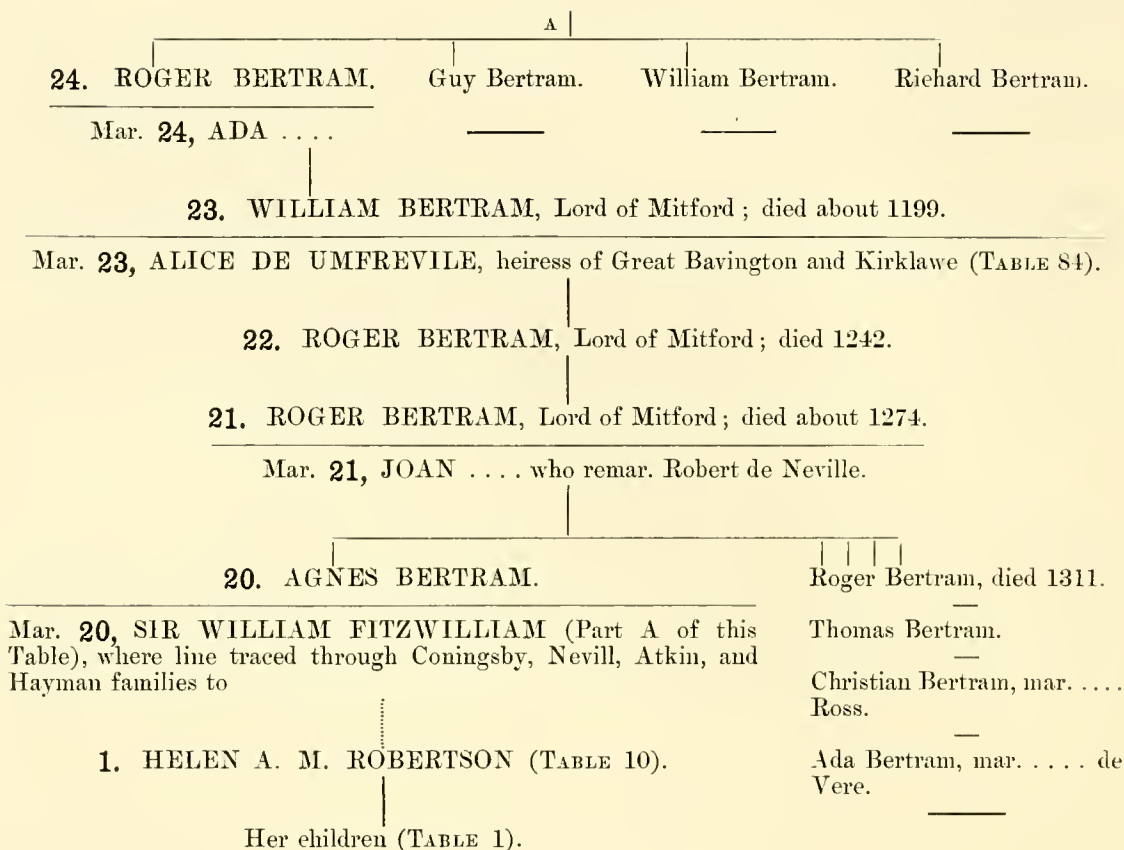 A
24. ROGER BERTRAM. Guy Bertram. William Bertram. Richard Bertram.
Mar. 24, ADA ....
23. WILLIAM BERTRAM, Lord of Mitford; died about 1199.
Mar. 23, ALICE DE UMFREVILE, heiress of Great Bavington and Kirklawe (TABLE 84).
22. ROGER BERTRAM, Lord of Mitford; died 1242.
21. ROGER BERTRAM, Lord of Mitford; died about 1274.
Mar. 21, JOAN .... who remar. Robert de Neville.
20. AGNES BERTRAM.
Mar. 20, SIR WILLIAM FITZWILLIAM (Part A of this
Table), where line traced through Coningsby, Nevill, Atkin, and
Hayman families to
1. HELEN A. M. ROBERTSON (TABLE 10).
Her children (TABLE 1).
Roger Bertram, died 1311.
Thomas Bertram.
Christian Bertram, mar. ....
Ross.
Ada Bertram, mar. .... de
Vere.